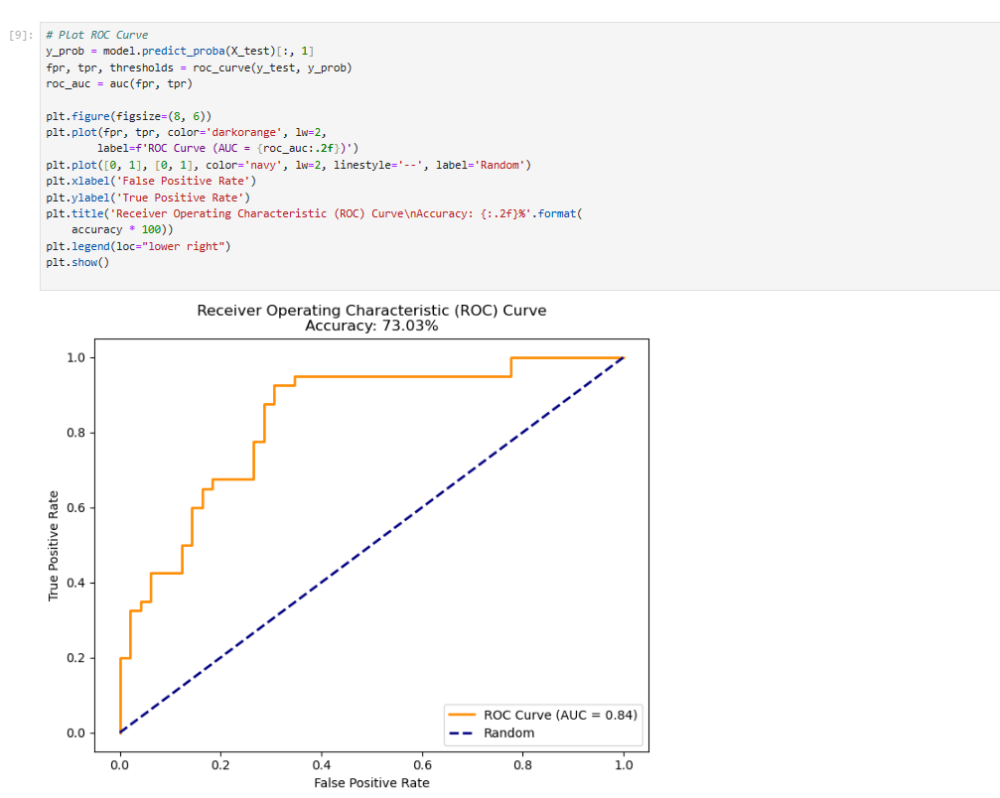 [9]: # Plot ROC Curve
y_prob = model.predict_proba(X_test)[:, 1]
fpr, tpr, thresholds = roc_curve(y_test, y_prob)
roc_auc = auc(fpr, tpr)
plt.figure(figsize=(8, 6))
plt.plot(fpr, tpr, color='darkorange', lw=2,
label=f'ROC Curve (AUC = {roc_auc:.2f})')
plt.plot([0, 1], [0, 1], color='navy', lw=2, linestyle='--', label='Random')
plt.xlabel('False Positive Rate')
plt.ylabel('True Positive Rate')
plt.title('Receiver Operating Characteristic (ROC) Curve\nAccuracy: {:.2f}%'.format(
accuracy * 100))
plt.legend(loc="lower right")
plt.show()
Receiver Operating Characteristic (ROC) Curve
Accuracy: 73.03%
True Positive Rate
1.0
0.8
0.6
0.4
0.2
0.0
ROC Curve (AUC = 0.84)
Random
0.0 0.2 0.4 0.6 0.8 1.0
False Positive Rate